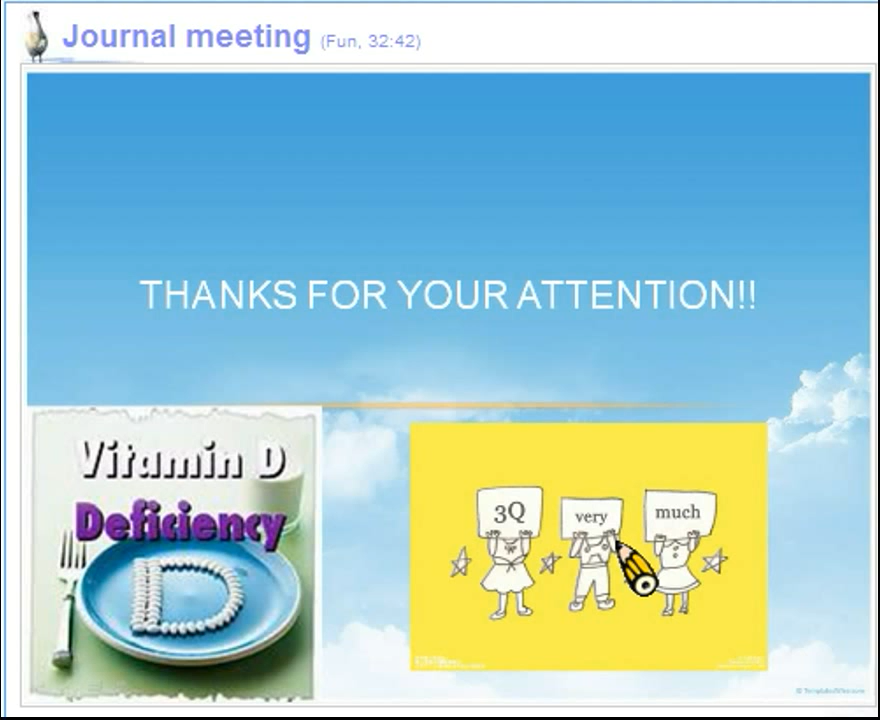 Journal meeting (Fun, 32:42)
THANKS FOR YOUR ATTENTION!!
Vitamin D
Deficiency
D
3Q
very
much